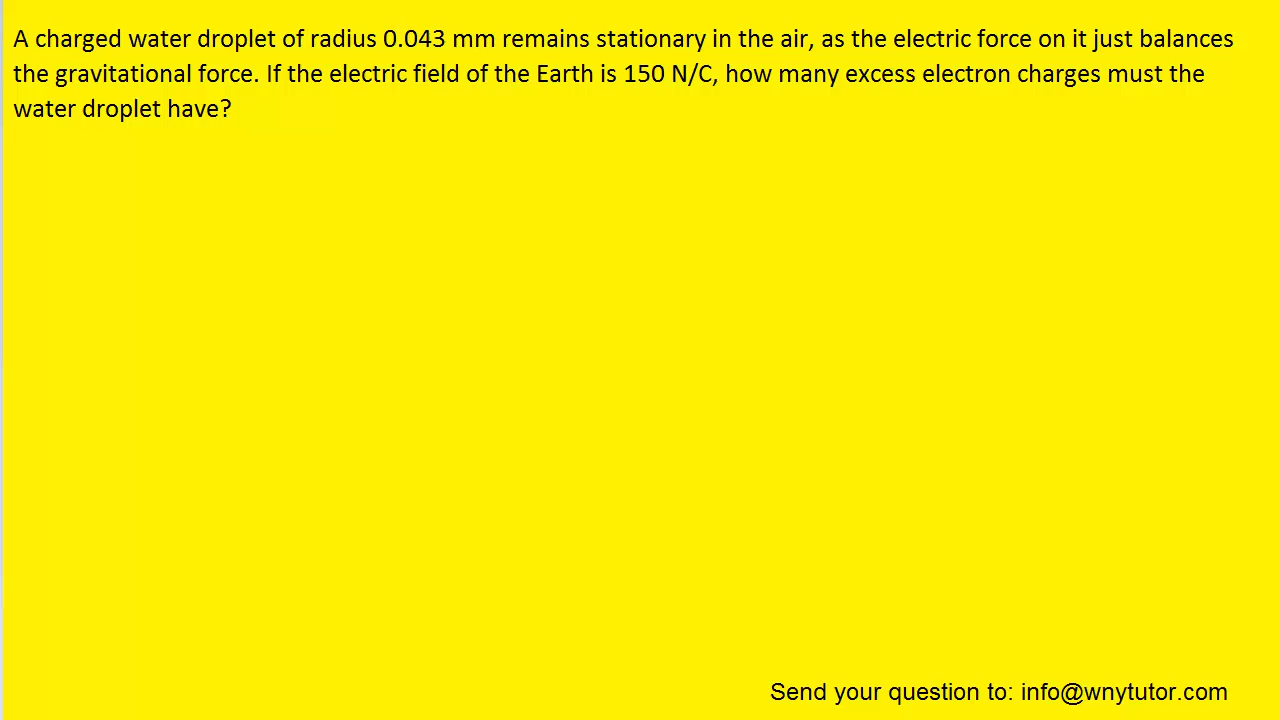 A charged water droplet of radius 0.043 mm remains stationary in the air, as the electric force on it just balances
the gravitational force. If the electric field of the Earth is 150 N/C, how many excess electron charges must the
water droplet have?
Send your question to: info@wnytutor.com